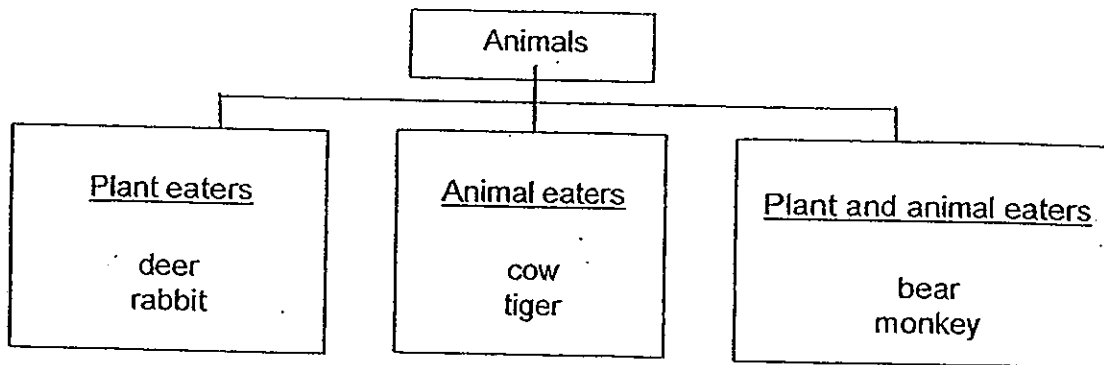 Animals
Plant eaters
deer
rabbit
Animal eaters
cow
tiger
Plant and animal eaters
bear
monkey